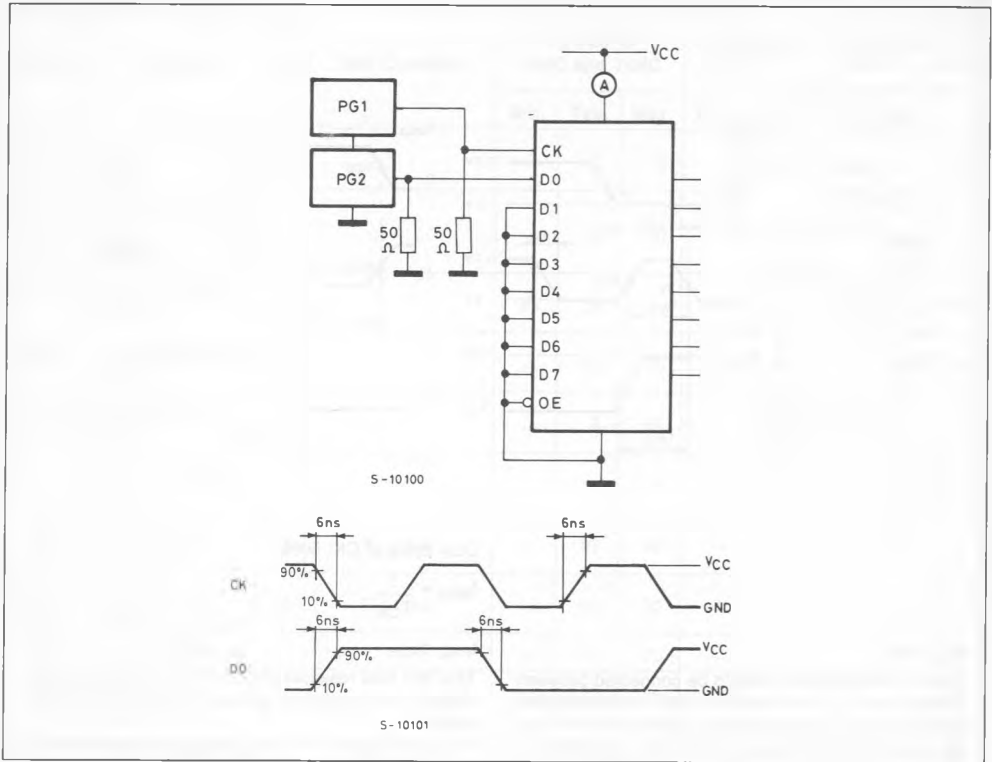 VCC
A
PG1
PG2
CK
D0
D1
D2
D3
D4
D5
D6
D7
OE
50
Ω
50
Ω
S-10100
6ns
6ns
CK
90%
10%
VCC
GND
6ns
6ns
D0
90%
10%
VCC
GND
S-10101